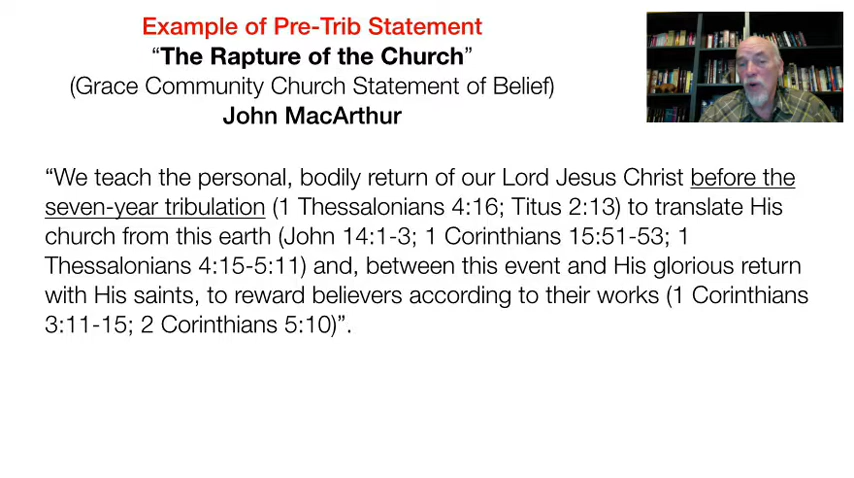 Example of Pre-Trib Statement
“The Rapture of the Church”
(Grace Community Church Statement of Belief)
John MacArthur
“We teach the personal, bodily return of our Lord Jesus Christ before the
seven-year tribulation (1 Thessalonians 4:16; Titus 2:13) to translate His
church from this earth (John 14:1-3; 1 Corinthians 15:51-53; 1
Thessalonians 4:15-5:11) and, between this event and His glorious return
with His saints, to reward believers according to their works (1 Corinthians
3:11-15; 2 Corinthians 5:10)”.